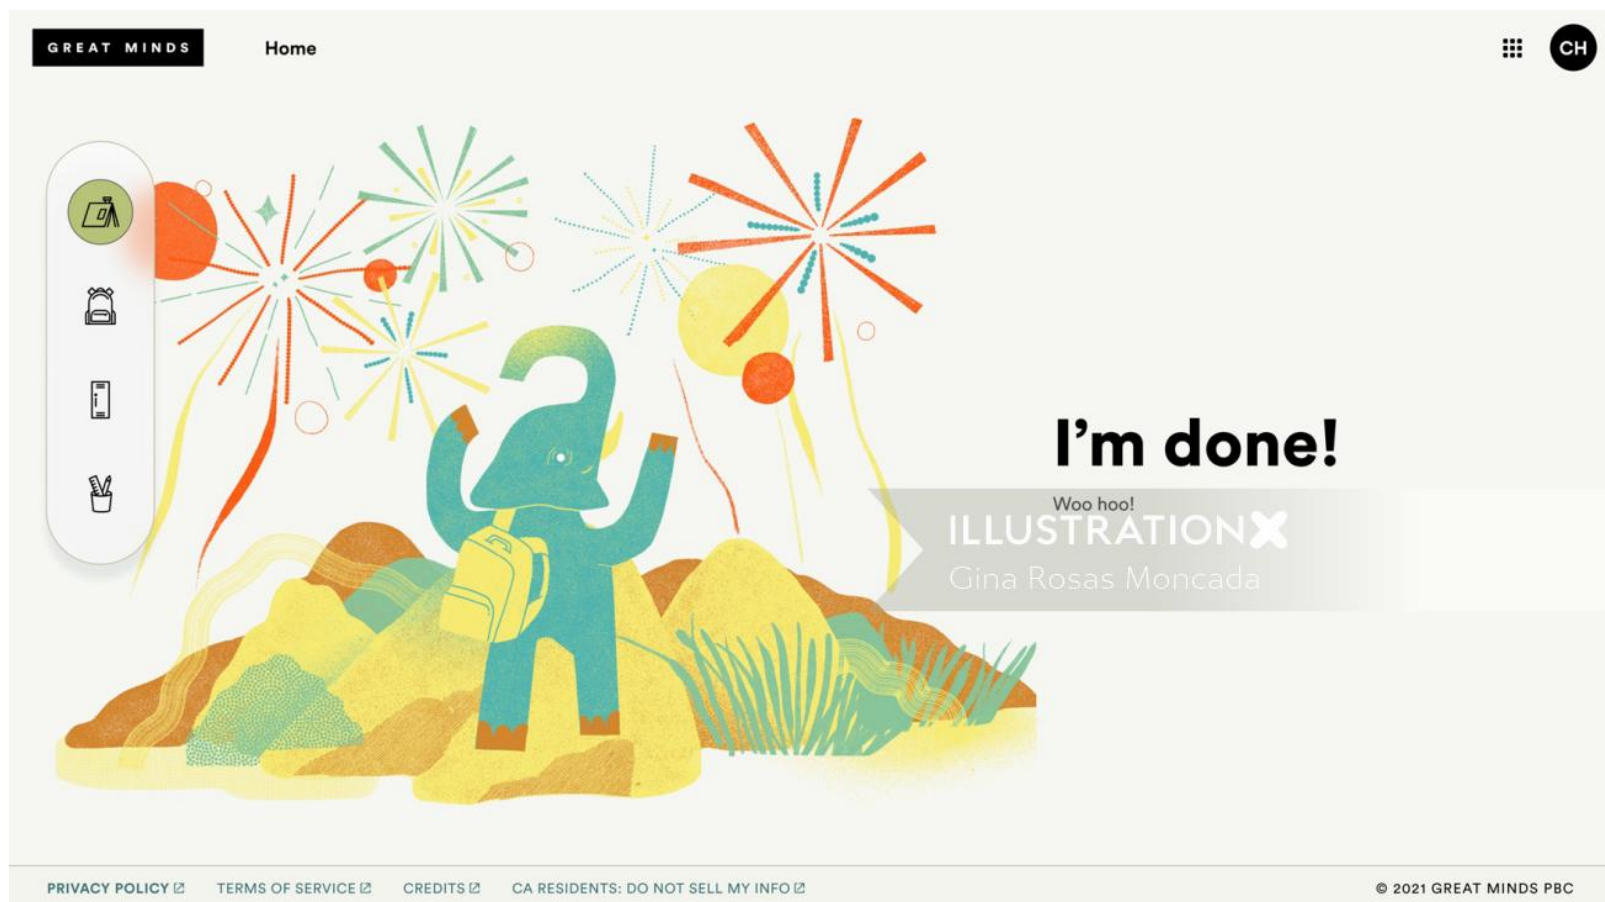 GREAT MINDS
Home
CH
I'm done!
Woo hoo!
ILLUSTRATIONX
Gina Rosas Moncada
PRIVACY POLICY
TERMS OF SERVICE
CREDITS
CA RESIDENTS: DO NOT SELL MY INFO
© 2021 GREAT MINDS PBC